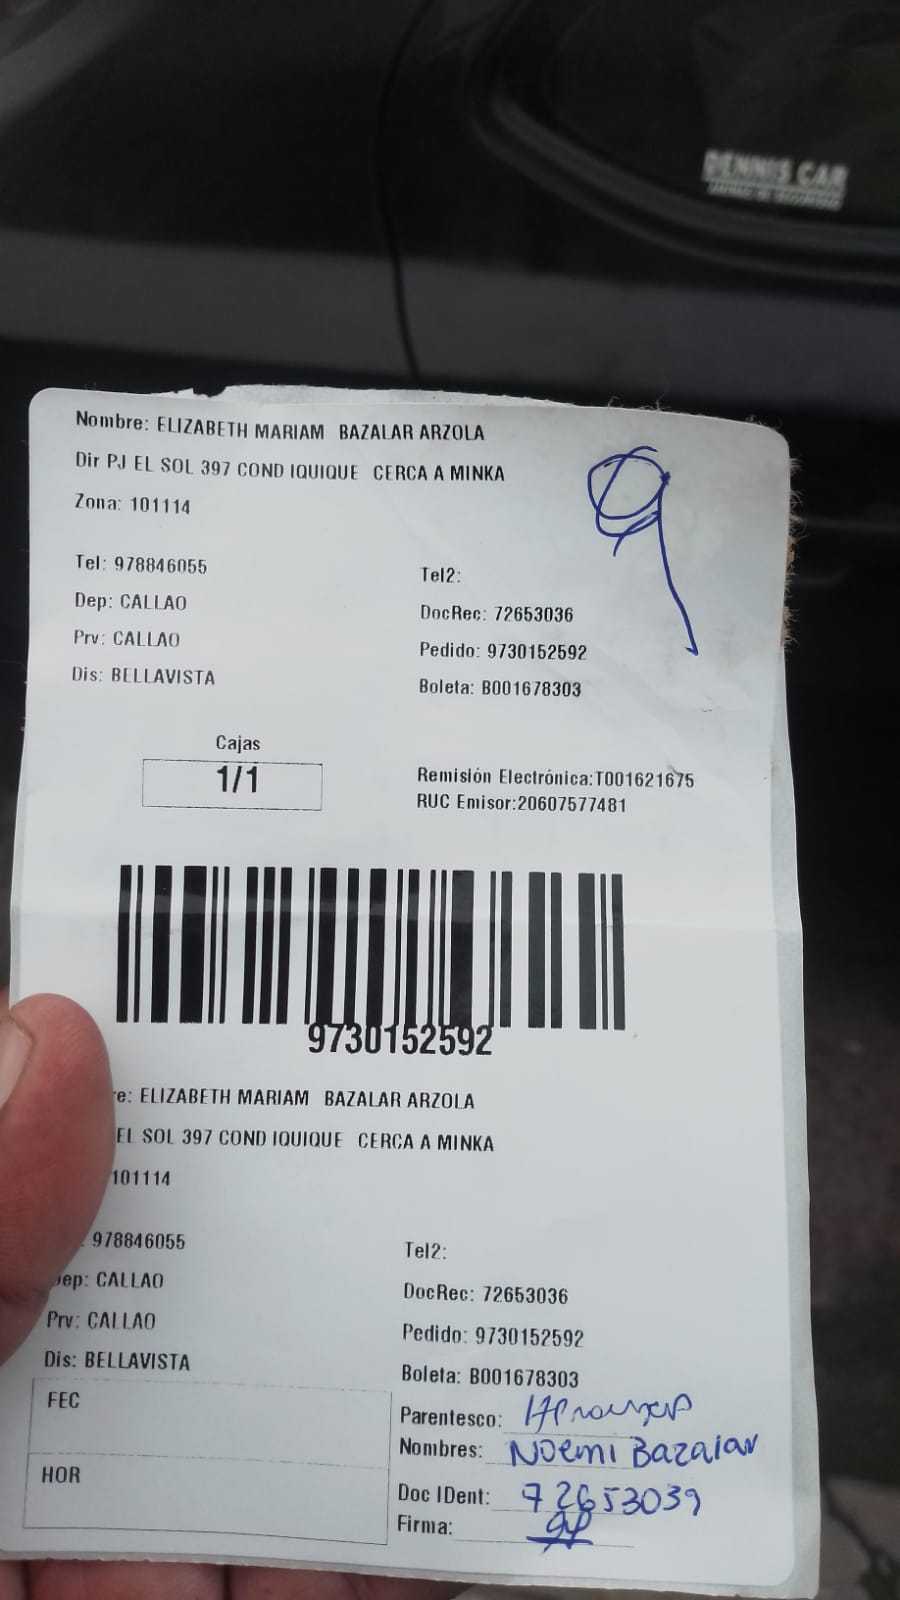 DENNIS CAR
Nombre: ELIZABETH MARIAM BAZALAR ARZOLA
Dir PJ EL SOL 397 COND IQUIQUE CERCA A MINKA
Zona: 101114
Tel: 978846055
Tel2:
Dep: CALLAO
DocRec: 72653036
Prv: CALLAO
Pedido: 9730152592
Dis: BELLAVISTA
Boleta: B001678303
Cajas
1/1
Remisión Electrónica:T001621675
RUC Emisor:20607577481
9730152592
re: ELIZABETH MARIAM BAZALAR ARZOLA
EL SOL 397 COND IQUIQUE CERCA A MINKA
101114
978846055
Tel2:
Dep: CALLAO
DocRec: 72653036
Prv: CALLAO
Pedido: 9730152592
Dis: BELLAVISTA
Boleta: B001678303
FEC
Parentesco:
Nombres: Noemi Bazalar
HOR
Doc IDent: 72653039
Firma: